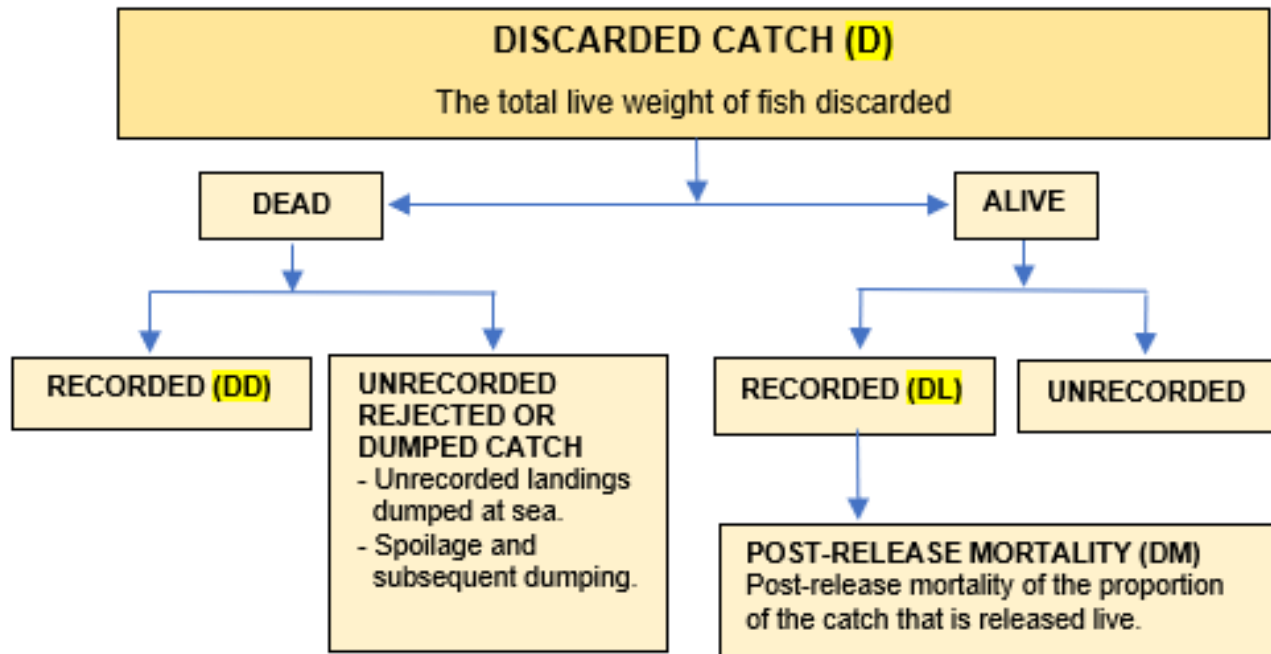 DISCARDED CATCH (D)
The total live weight of fish discarded
DEAD
ALIVE
RECORDED (DD)
UNRECORDED
REJECTED OR
DUMPED CATCH
- Unrecorded landings
dumped at sea.
- Spoilage and
subsequent dumping.
RECORDED (DL)
UNRECORDED
POST-RELEASE MORTALITY (DM)
Post-release mortality of the proportion
of the catch that is released live.